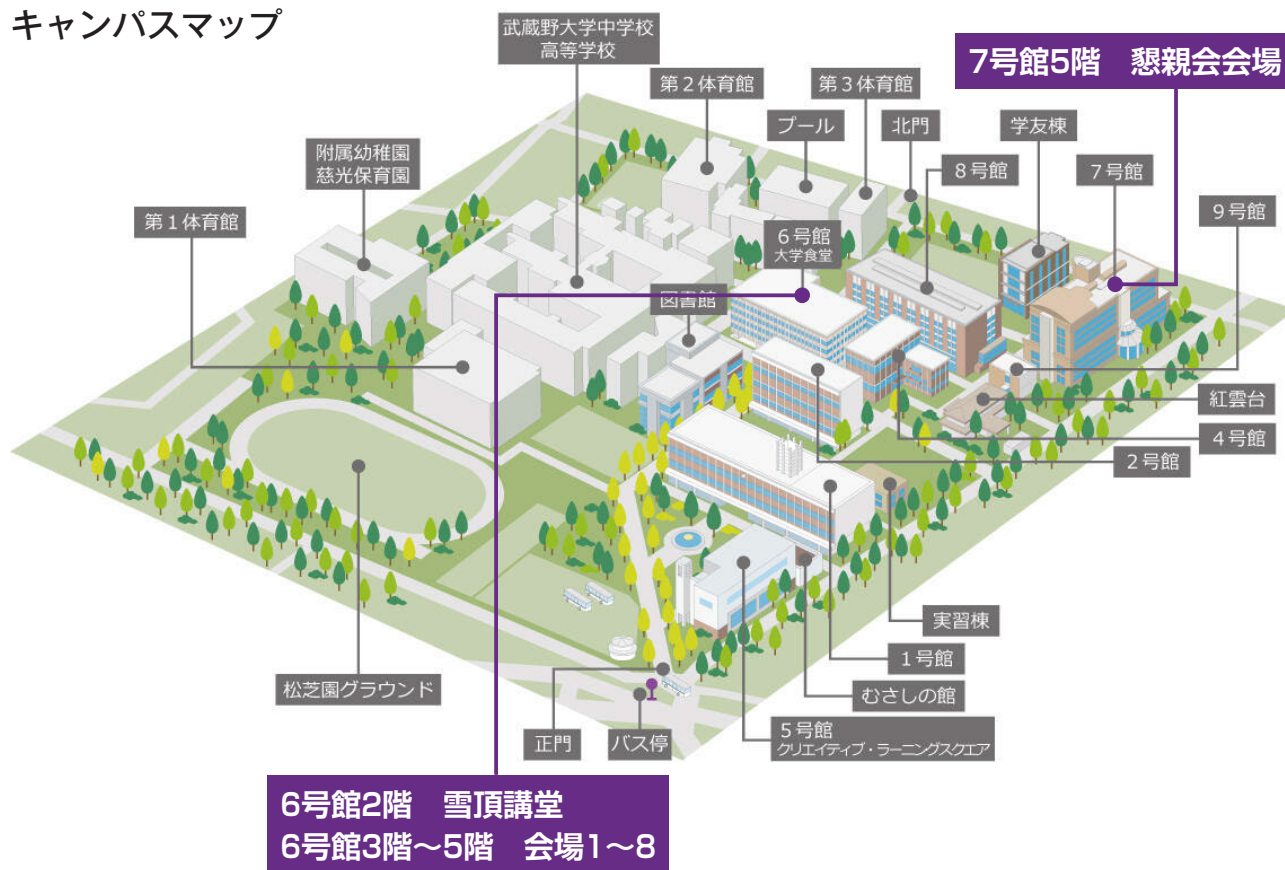 キャンパスマップ
武蔵野大学中学校
高等学校
7号館5階　懇親会会場
第2体育館
第3体育館
プール
北門
学友棟
附属幼稚園
慈光保育園
8号館
7号館
第1体育館
9号館
6号館
大学食堂
図書館
紅雲台
4号館
2号館
実習棟
1号館
松芝園グラウンド
むさしの館
正門
バス停
5号館
クリエイティブ・ラーニングスクエア
6号館2階　雪頂講堂
6号館3階～5階　会場1～8